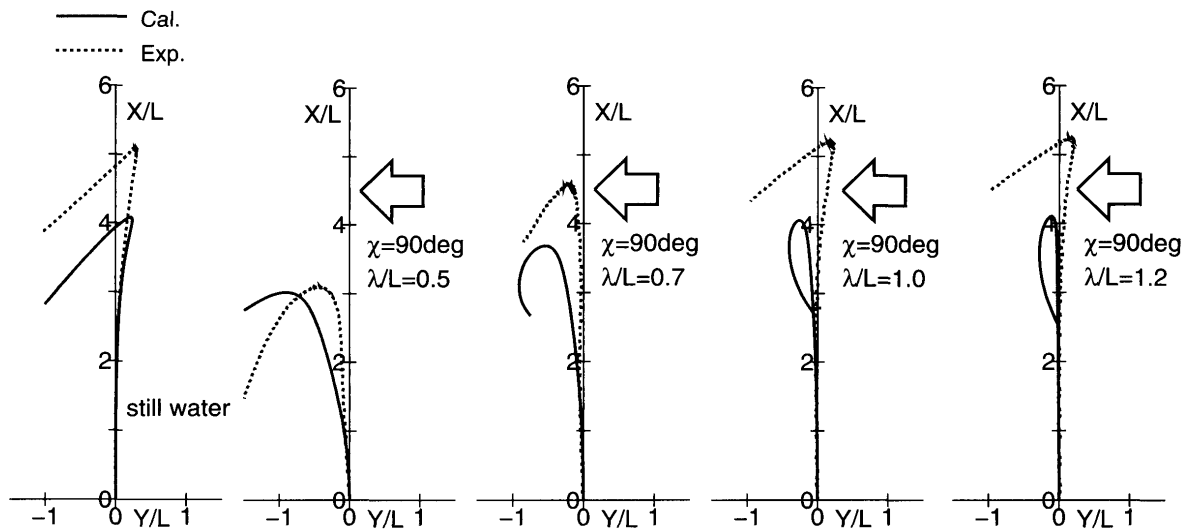 Cal.
Exp.
6
X/L
4
2
still water
0
−1 0 Y/L 1
6
X/L
4
χ=90deg
λ/L=0.5
2
0
−1 0 Y/L 1
6
X/L
4
χ=90deg
λ/L=0.7
2
0
−1 0 Y/L 1
6
X/L
4
χ=90deg
λ/L=1.0
2
0
−1 0 Y/L 1
6
X/L
4
χ=90deg
λ/L=1.2
2
0
−1 0 Y/L 1